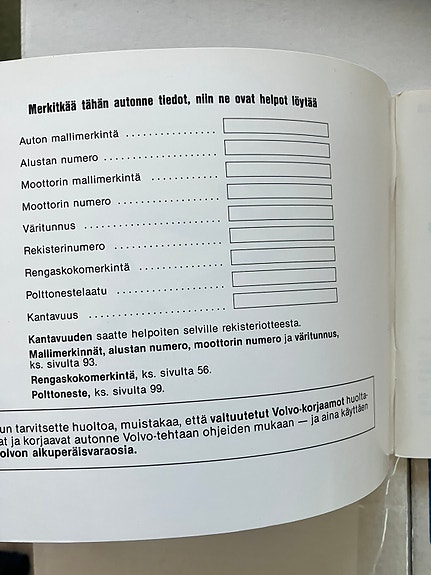 Merkitkää tähän autonne tiedot, niin ne ovat helpot löytää
Auton mallimerkintä ................
Alustan numero ....................
Moottorin mallimerkintä ............
Moottorin numero .................
Väritunnus ........................
Rekisterinumero ..................
Rengaskokomerkintä ..............
Polttonestelaatu ..................
Kantavuus ........................
Kantavuuden saatte helpoiten selville rekisteriotteesta.
Mallimerkinnät, alustan numero, moottorin numero ja väritunnus,
ks. sivulta 93.
Rengaskokomerkintä, ks. sivulta 56.
Polttoneste, ks. sivulta 99.
un tarvitsette huoltoa, muistakaa, että valtuutetut Volvo-korjaamot huolta-
at ja korjaavat autonne Volvo-tehtaan ohjeiden mukaan — ja aina käyttäen
olvon alkuperäisvaraosia.